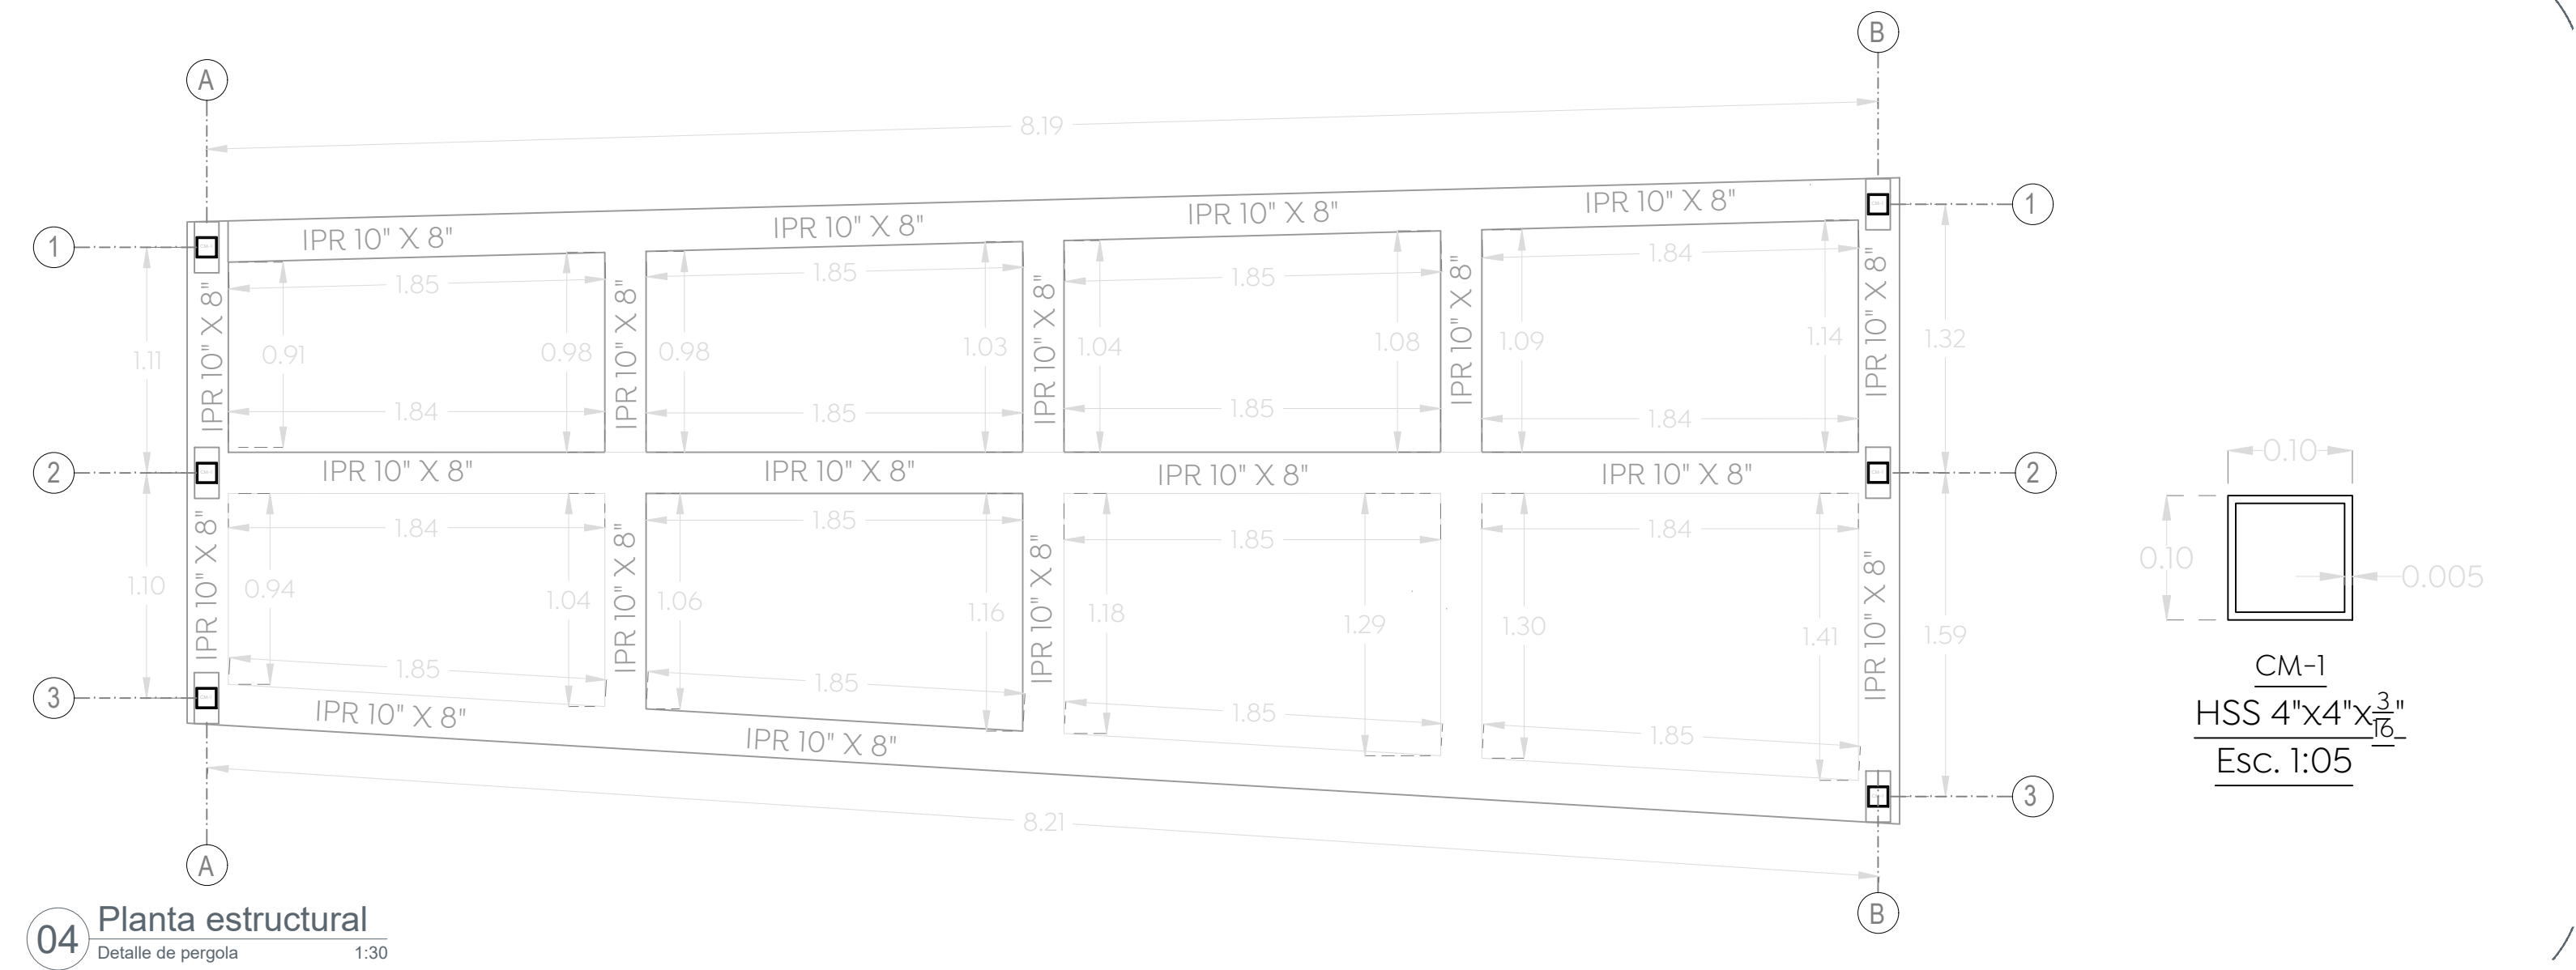 B
A
8.19
1
IPR 10" X 8"
IPR 10" X 8"
IPR 10" X 8"
IPR 10" X 8"
1
1.85
1.85
1.85
1.84
1.11
IPR 10" X 8"
0.91
0.98
IPR 10" X 8"
0.98
1.03
IPR 10" X 8"
1.04
1.08
IPR 10" X 8"
1.09
1.14
IPR 10" X 8"
1.32
1.84
1.85
1.85
1.84
2
IPR 10" X 8"
IPR 10" X 8"
IPR 10" X 8"
IPR 10" X 8"
2
1.84
1.85
1.85
1.84
1.10
IPR 10" X 8"
0.94
1.04
IPR 10" X 8"
1.06
1.16
IPR 10" X 8"
1.18
1.29
1.30
1.41
IPR 10" X 8"
1.59
1.85
1.85
1.85
1.85
3
IPR 10" X 8"
IPR 10" X 8"
3
8.21
A
B
0.10
0.10
0.005
CM-1
HSS 4"x4"x3/16"
Esc. 1:05
04 Planta estructural
Detalle de pergola 1:30